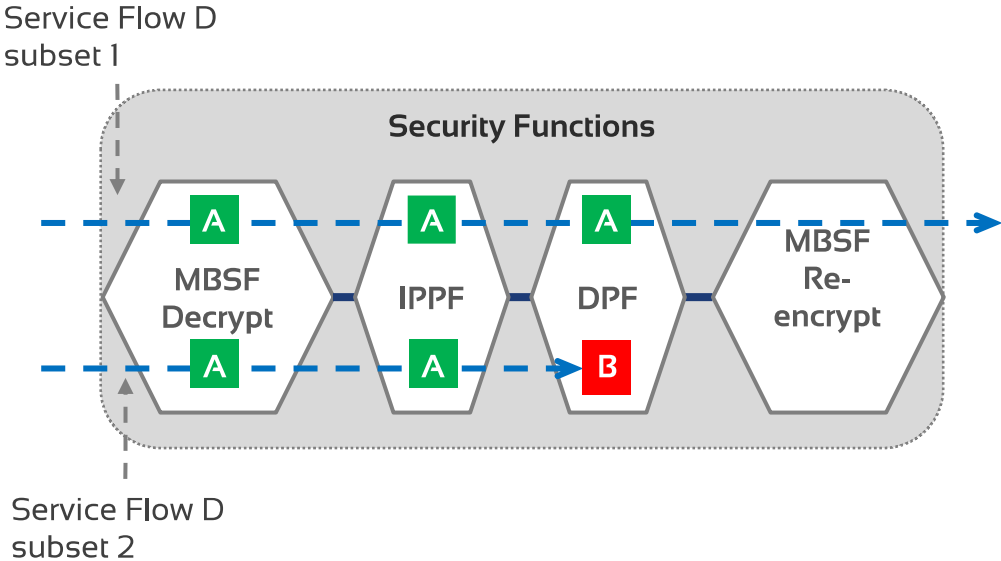 Service Flow D
subset 1
Security Functions
A
A
A
MBSF
Decrypt
IPPF
DPF
MBSF
Re-
encrypt
A
A
B
Service Flow D
subset 2